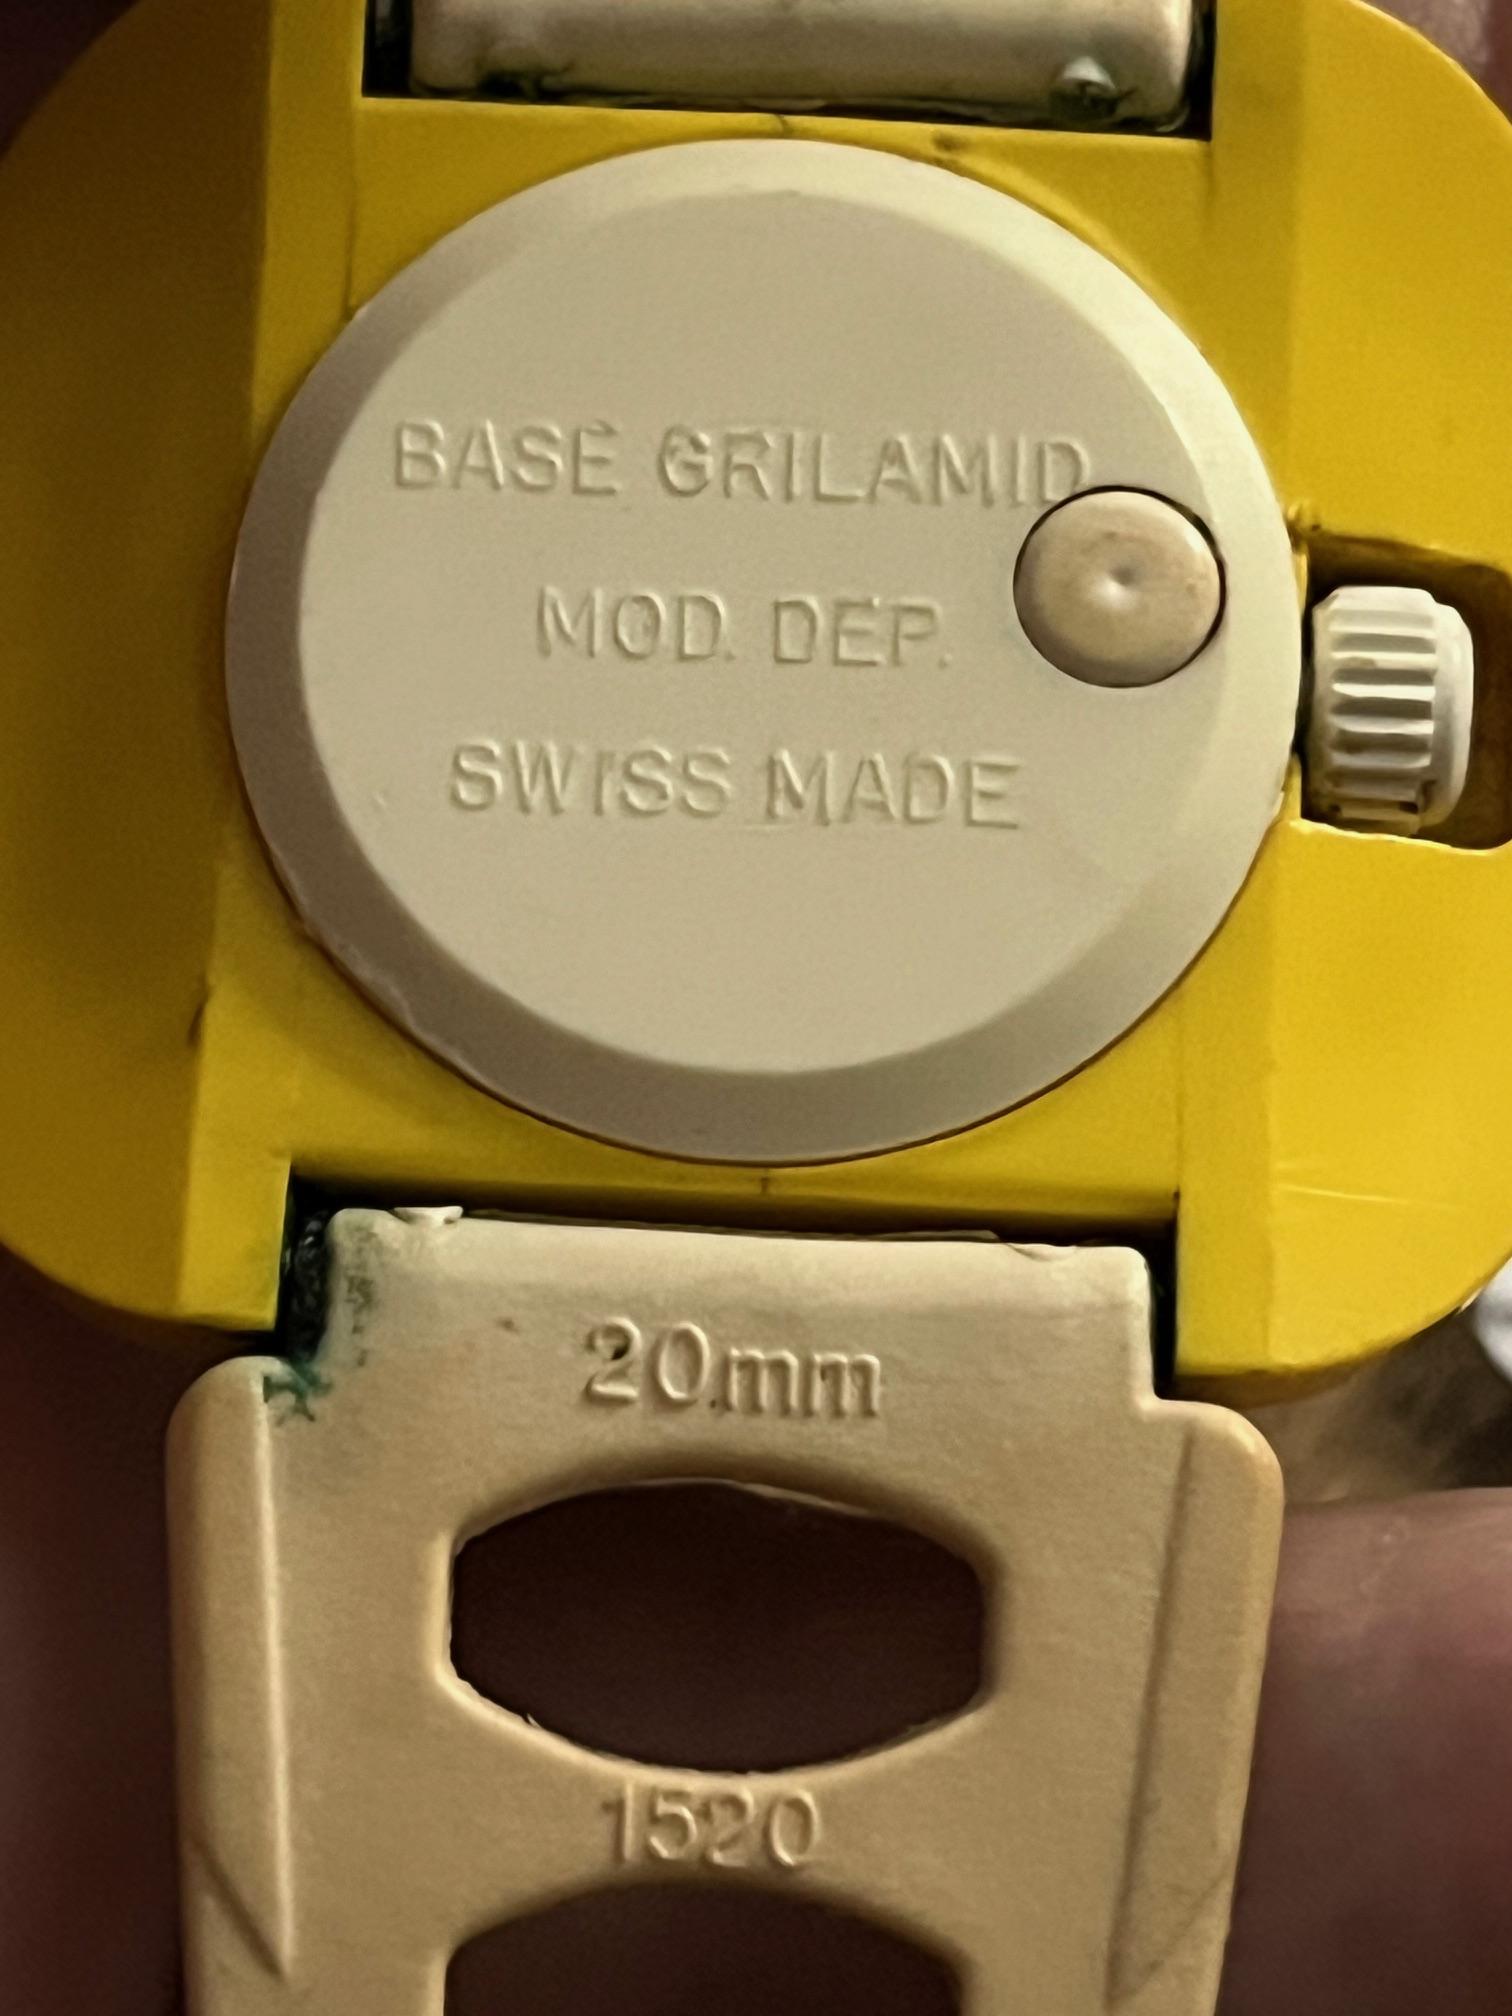 BASE GRILAMID
MOD. DEP.
SWISS MADE
20mm
1520